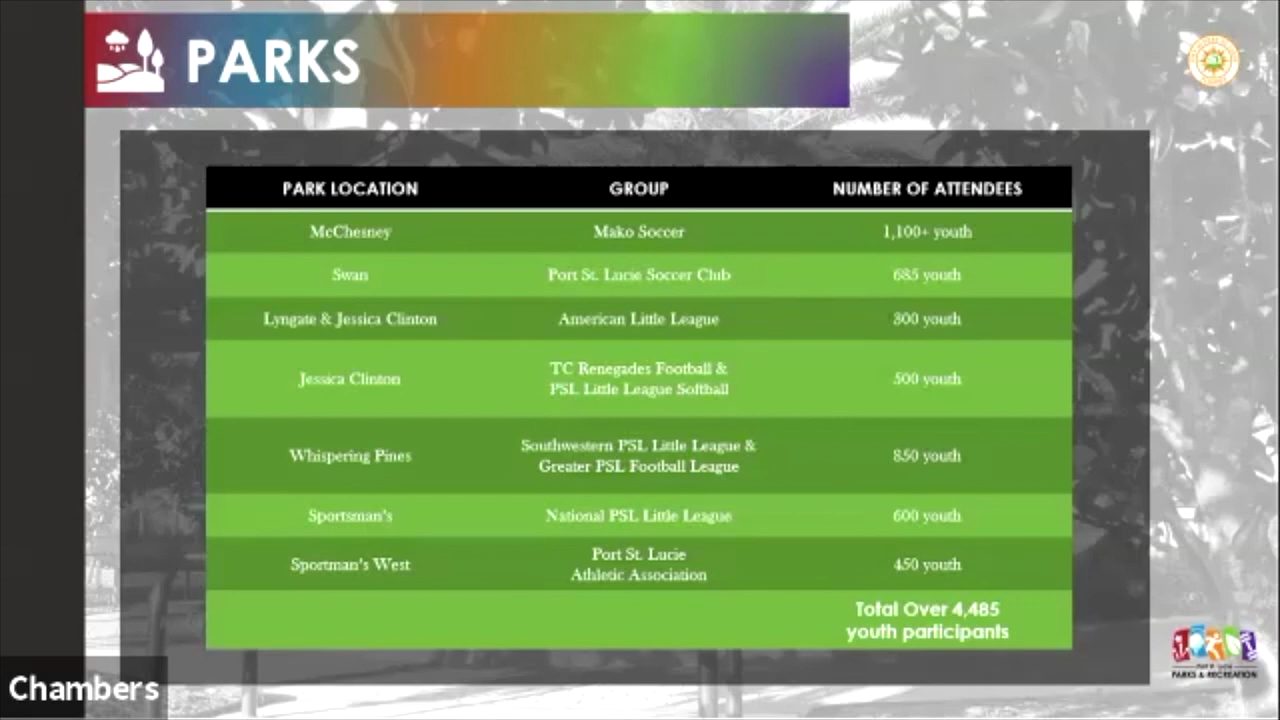 PARKS
PARK LOCATION GROUP NUMBER OF ATTENDEES
McChesney Mako Soccer 1,100+ youth
Swan Port St. Lucie Soccer Club 685 youth
Lyngate & Jessica Clinton American Little League 300 youth
Jessica Clinton TC Renegades Football & PSL Little League Softball 500 youth
Whispering Pines Southwestern PSL Little League & Greater PSL Football League 850 youth
Sportsman's National PSL Little League 600 youth
Sportman's West Port St. Lucie Athletic Association 450 youth
Total Over 4,485
youth participants
PARKS & RECREATION
Chambers